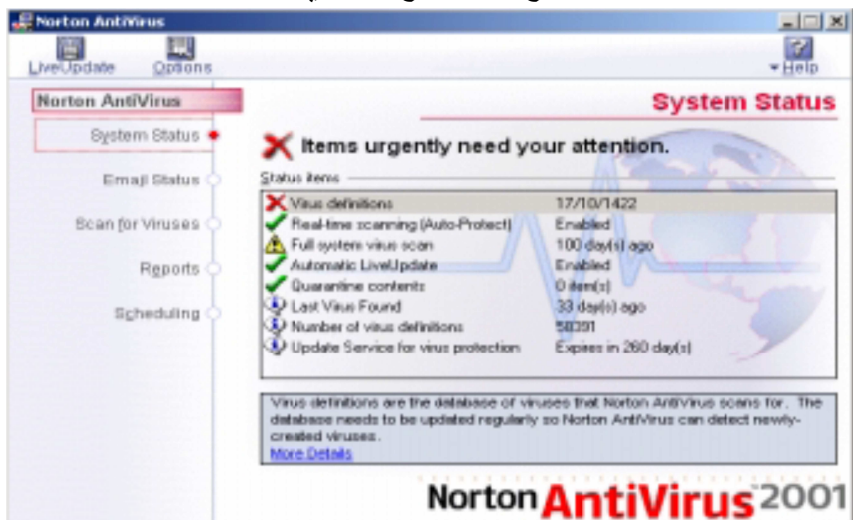 Norton AntiVirus
LiveUpdate Options Help
Norton AntiVirus
System Status
Email Status
Scan for Viruses
Reports
Scheduling
System Status
Items urgently need your attention.
Status items
Virus definitions 17/10/1422
Real-time scanning (Auto-Protect) Enabled
Full system virus scan 100 day(s) ago
Automatic LiveUpdate Enabled
Quarantine contents 0 item(s)
Last Virus Found 33 day(s) ago
Number of virus definitions 58391
Update Service for virus protection Expires in 260 day(s)
Virus definitions are the database of viruses that Norton AntiVirus scans for. The
database needs to be updated regularly so Norton AntiVirus can detect newly-
created viruses.
More Details
Norton AntiVirus 2001